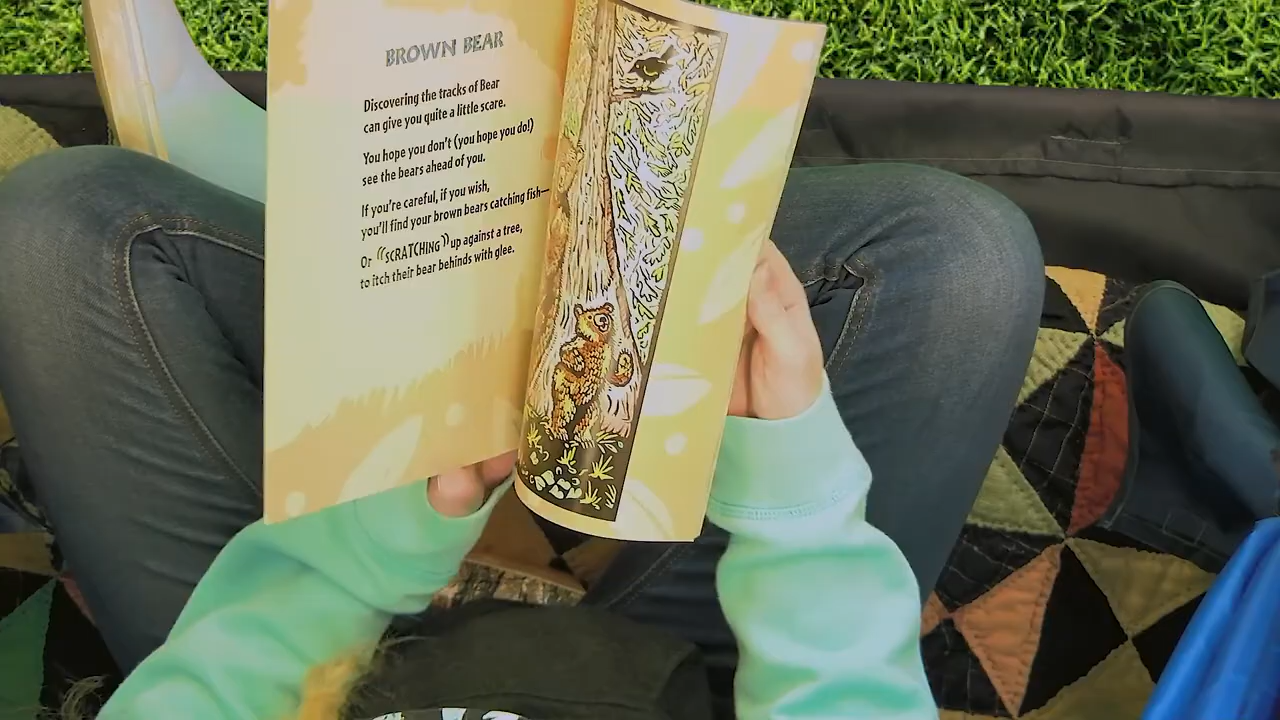 BROWN BEAR
Discovering the tracks of Bear
can give you quite a little scare.
You hope you don't (you hope you do!)
see the bears ahead of you.
If you're careful, if you wish,
you'll find your brown bears catching fish—
Or ((SCRATCHING)) up against a tree,
to itch their bear behinds with glee.